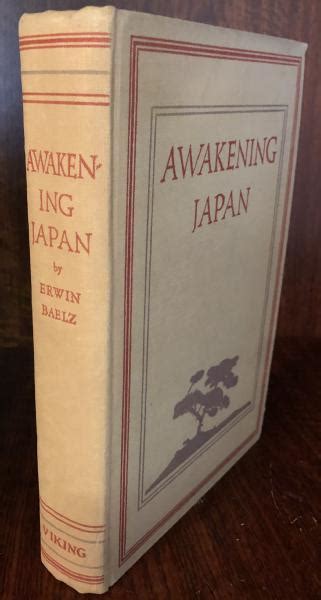 AWAKEN-
ING
JAPAN
by
ERWIN
BAELZ
VIKING
AWAKENING
JAPAN